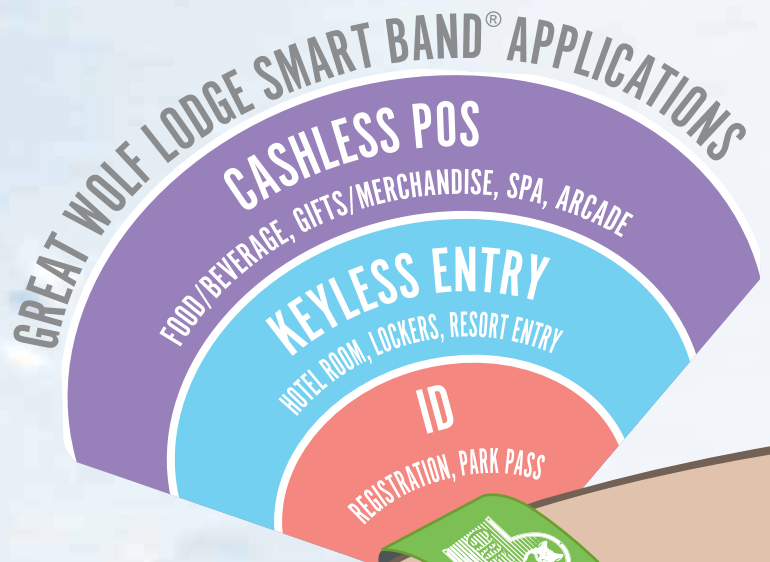 GREAT WOLF LODGE SMART BAND® APPLICATIONS
CASHLESS POS
FOOD/BEVERAGE, GIFTS/MERCHANDISE, SPA, ARCADE
KEYLESS ENTRY
HOTEL ROOM, LOCKERS, RESORT ENTRY
ID
REGISTRATION, PARK PASS